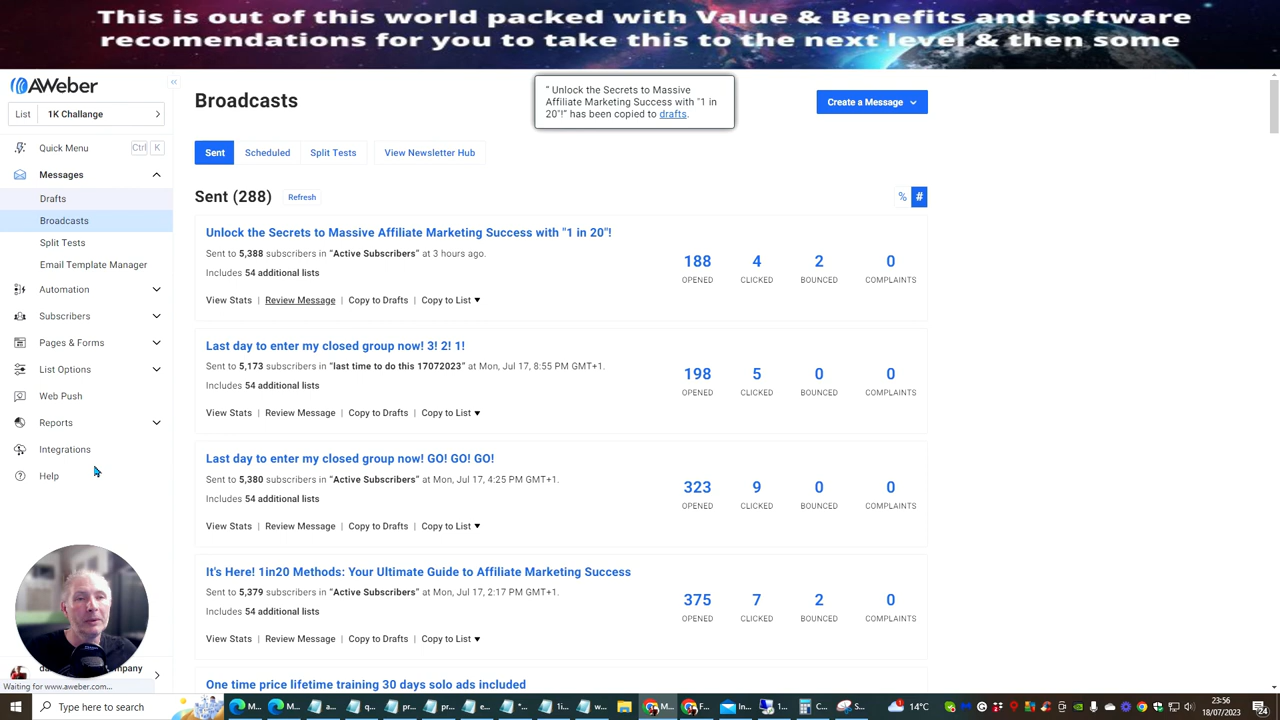 This is out of this world packed with Value & Benefits and software
recomendations for you to take this to the next level & then some
AWeber
«
List 1K Challange
Quick Menu Ctrl K
Messages
Drafts
Broadcasts
Split Tests
Email Template Manager
Automation
Subscribers
Pages & Forms
List Options
Web Push
Reports
Integrations
Help
Waiting for www.aweber.com...
Broadcasts
" Unlock the Secrets to Massive
Affiliate Marketing Success with "1 in
20"!" has been copied to drafts.
Create a Message
Sent Scheduled Split Tests View Newsletter Hub
Sent (288) Refresh % #
Unlock the Secrets to Massive Affiliate Marketing Success with "1 in 20"!
Sent to 5,388 subscribers in "Active Subscribers" at 3 hours ago.
Includes 54 additional lists
View Stats | Review Message | Copy to Drafts | Copy to List
188 4 2 0
OPENED CLICKED BOUNCED COMPLAINTS
Last day to enter my closed group now! 3! 2! 1!
Sent to 5,173 subscribers in "last time to do this 17072023" at Mon, Jul 17, 8:55 PM GMT+1.
Includes 54 additional lists
View Stats | Review Message | Copy to Drafts | Copy to List
198 5 0 0
OPENED CLICKED BOUNCED COMPLAINTS
Last day to enter my closed group now! GO! GO! GO!
Sent to 5,380 subscribers in "Active Subscribers" at Mon, Jul 17, 4:25 PM GMT+1.
Includes 54 additional lists
View Stats | Review Message | Copy to Drafts | Copy to List
323 9 0 0
OPENED CLICKED BOUNCED COMPLAINTS
It's Here! 1in20 Methods: Your Ultimate Guide to Affiliate Marketing Success
Sent to 5,379 subscribers in "Active Subscribers" at Mon, Jul 17, 2:17 PM GMT+1.
Includes 54 additional lists
View Stats | Review Message | Copy to Drafts | Copy to List
375 7 2 0
OPENED CLICKED BOUNCED COMPLAINTS
One time price lifetime training 30 days solo ads included
Type here to search
M... M... a... q... p... p... e... 1... w... M... F... In... 1... c... S... 14°C
23:56
18/07/2023